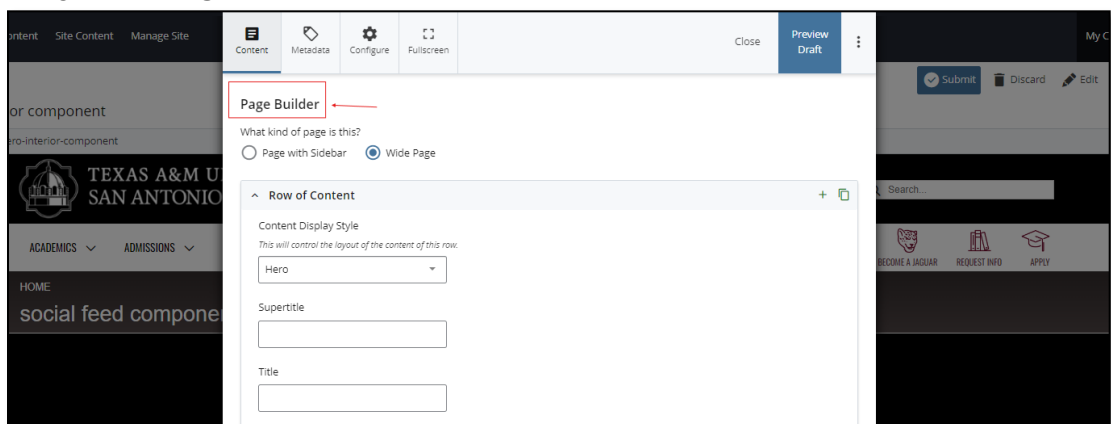 ontent Site Content Manage Site
Content Metadata Configure Fullscreen Close Preview Draft
My C
Submit Discard Edit
or component
ero-interior-component
Page Builder
What kind of page is this?
Page with Sidebar Wide Page
TEXAS A&M U
SAN ANTONIO
Search...
Row of Content
Content Display Style
This will control the layout of the content of this row.
Hero
ACADEMICS ADMISSIONS
BECOME A JAGUAR REQUEST INFO APPLY
HOME
social feed compone
Supertitle
Title